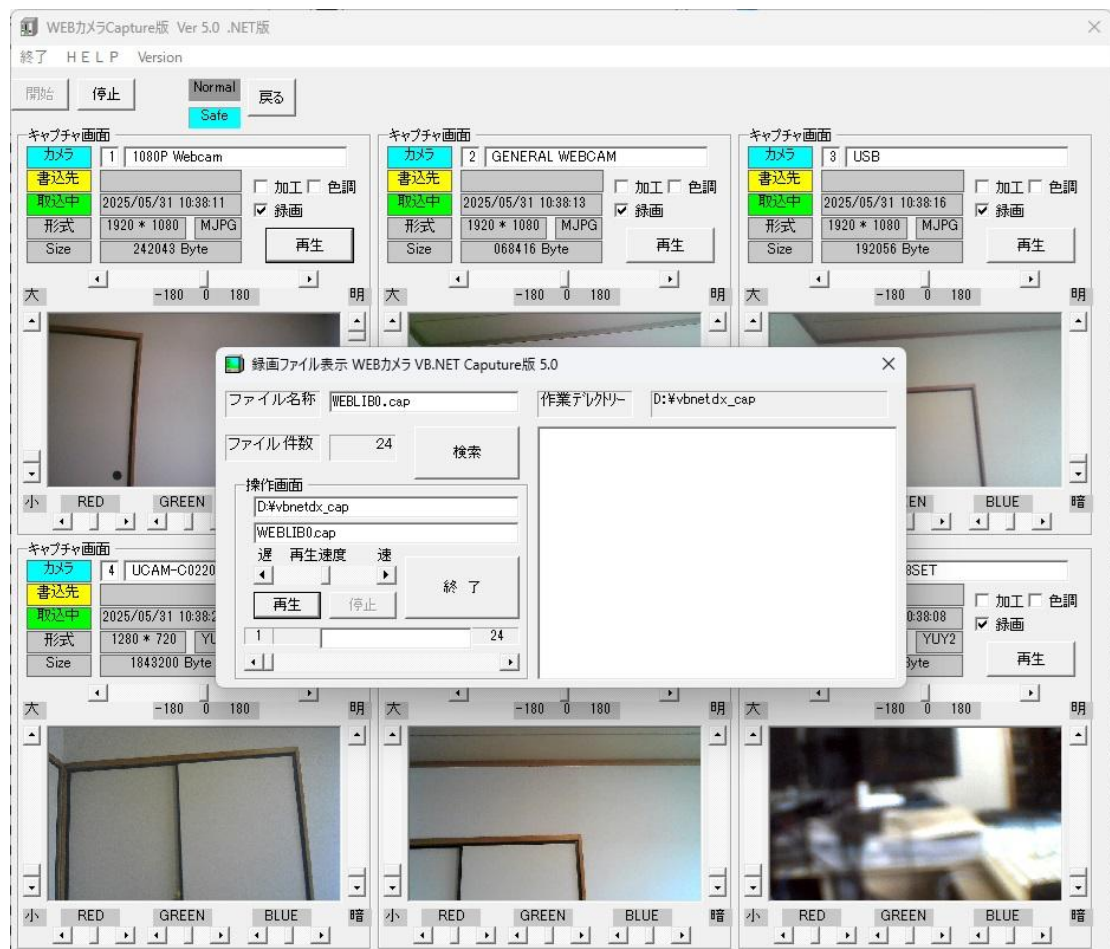 WEBカメラCapture版 Ver 5.0 .NET版
終了 ＨＥＬＰ Version
開始 停止 Normal 戻る
Safe
キャプチャ画面
カメラ 1 1080P Webcam
書込先
取込中 2025/05/31 10:38:11
形式 1920 * 1080 MJPG
Size 242043 Byte
加工 色調
録画
再生
-180 0 180
大 明
小 RED GREEN
キャプチャ画面
カメラ 2 GENERAL WEBCAM
書込先
取込中 2025/05/31 10:38:13
形式 1920 * 1080 MJPG
Size 068416 Byte
加工 色調
録画
再生
-180 0 180
大 明
キャプチャ画面
カメラ 3 USB
書込先
取込中 2025/05/31 10:38:16
形式 1920 * 1080 MJPG
Size 192056 Byte
加工 色調
録画
再生
-180 0 180
大 明
EN BLUE 暗
録画ファイル表示 WEBカメラ VB.NET Caputure版 5.0
ファイル名称 WEBLIB0.cap
作業デレクトリー D:¥vbnetdx_cap
ファイル件数 24
検索
操作画面
D:¥vbnetdx_cap
WEBLIB0.cap
遅 再生速度 速
再生 停止
終 了
1 24
キャプチャ画面
カメラ 4 UCAM-C0220
書込先
取込中 2025/05/31 10:38:2
形式 1280 * 720 YU
Size 1843200 Byte
-180 0 180
大 明
小 RED GREEN BLUE 暗
-180 0 180
大 明
小 RED GREEN BLUE 暗
SET
加工 色調
0:38:08
録画
YUY2
Byte
再生
-180 0 180
大 明
小 RED GREEN BLUE 暗